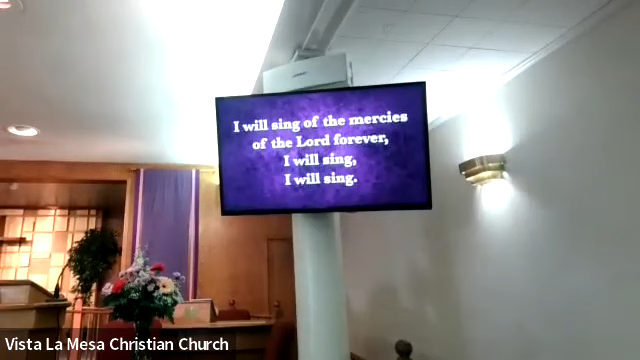 I will sing of the mercies
of the Lord forever,
I will sing,
I will sing.
Vista La Mesa Christian Church